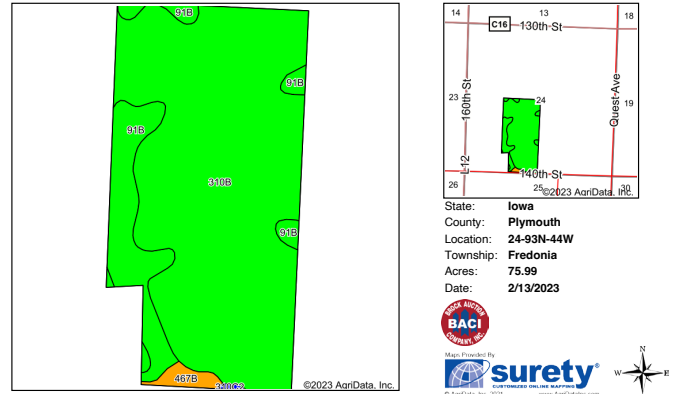 91B
91B
91B
310B
91B
467B
310C2
©2023 AgriData, Inc.
14
13
18
C16
130th St
160th St
23
24
Quest Ave
19
L12
140th St
26
25
30
©2023 AgriData, Inc.
State: Iowa
County: Plymouth
Location: 24-93N-44W
Township: Fredonia
Acres: 75.99
Date: 2/13/2023
BROCK AUCTION
BACI
COMPANY, INC.
Maps Provided By
surety®
CUSTOMIZED ONLINE MAPPING
N
W
E
S